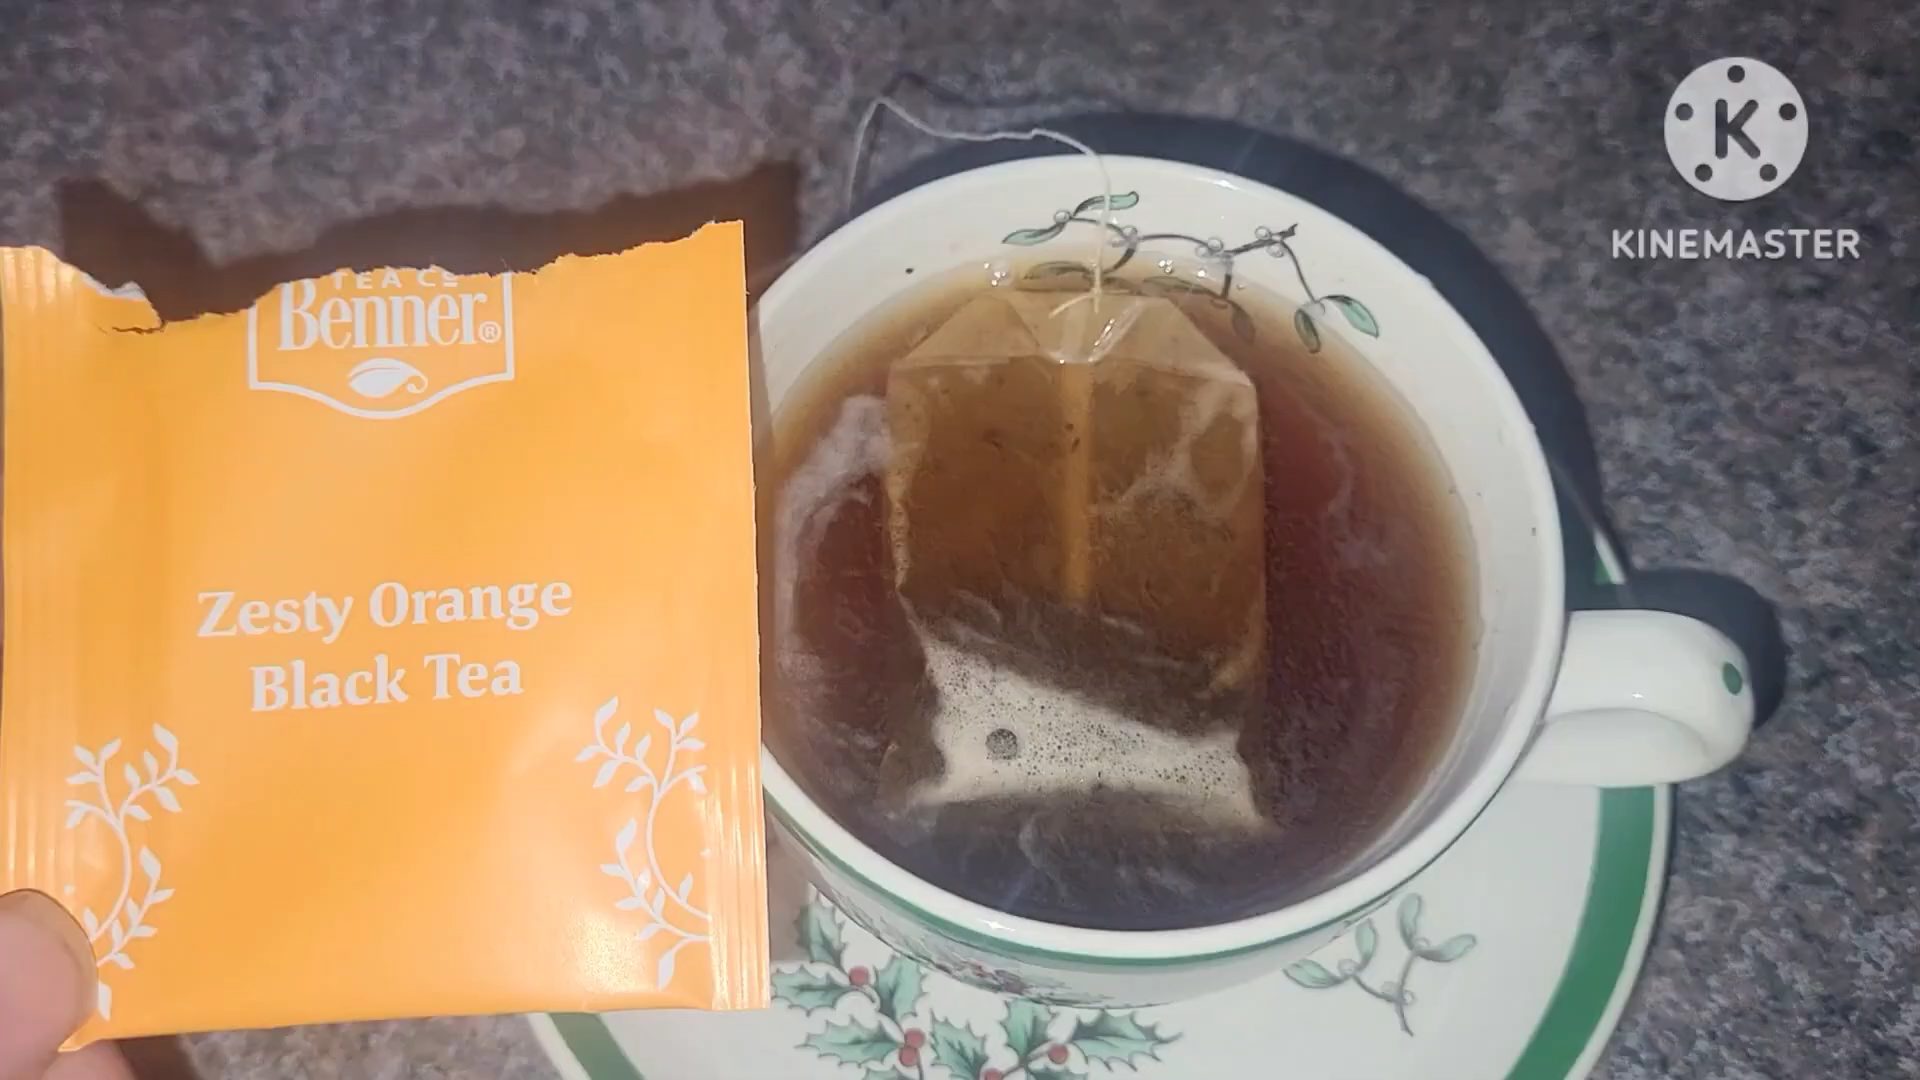 TEA CO
Benner®
Zesty Orange
Black Tea
K
KINEMASTER